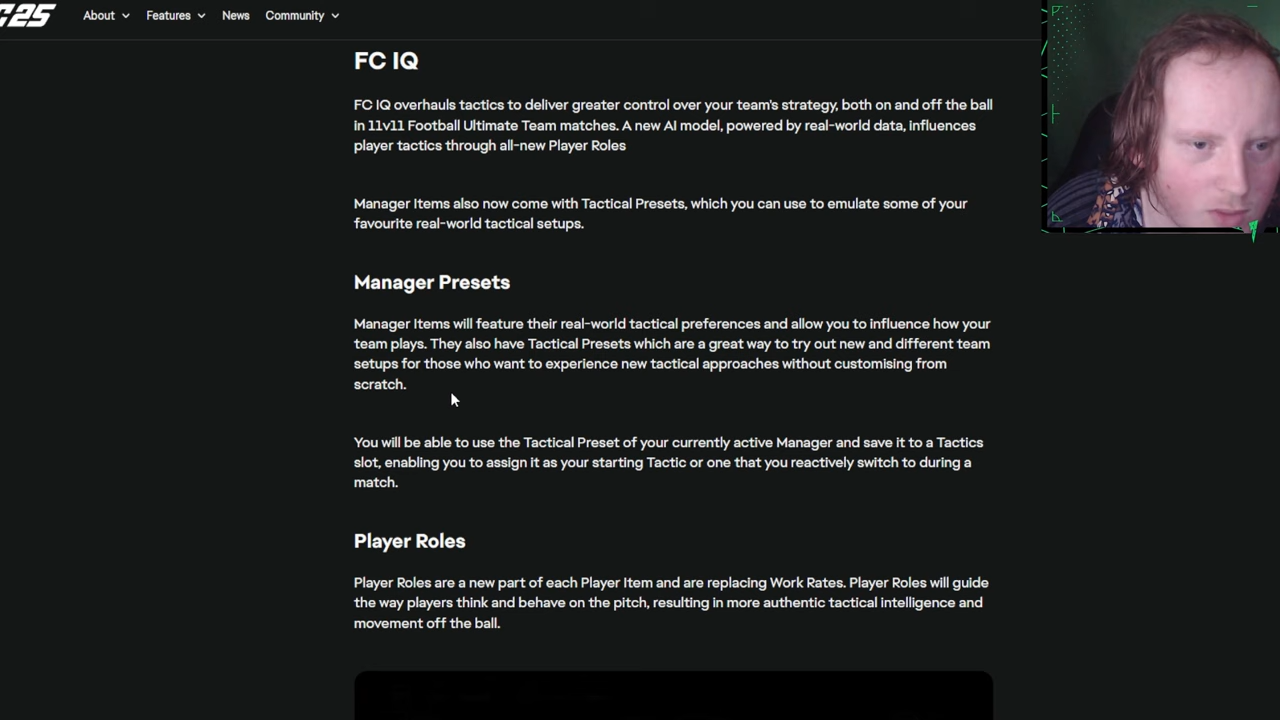 C25
About
Features
News
Community
FC IQ
FC IQ overhauls tactics to deliver greater control over your team's strategy, both on and off the ball
in 11v11 Football Ultimate Team matches. A new AI model, powered by real-world data, influences
player tactics through all-new Player Roles
Manager Items also now come with Tactical Presets, which you can use to emulate some of your
favourite real-world tactical setups.
Manager Presets
Manager Items will feature their real-world tactical preferences and allow you to influence how your
team plays. They also have Tactical Presets which are a great way to try out new and different team
setups for those who want to experience new tactical approaches without customising from
scratch.
You will be able to use the Tactical Preset of your currently active Manager and save it to a Tactics
slot, enabling you to assign it as your starting Tactic or one that you reactively switch to during a
match.
Player Roles
Player Roles are a new part of each Player Item and are replacing Work Rates. Player Roles will guide
the way players think and behave on the pitch, resulting in more authentic tactical intelligence and
movement off the ball.